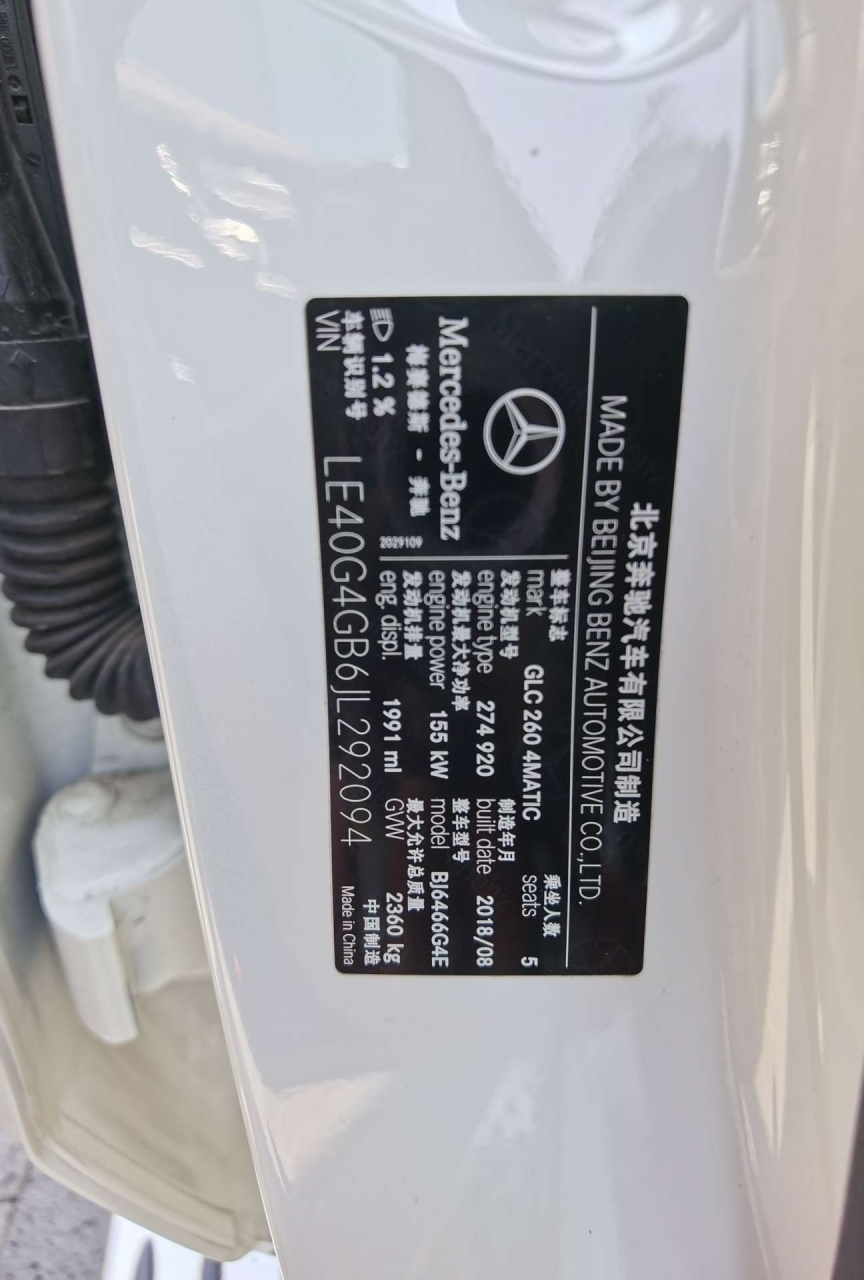 北京奔驰汽车有限公司制造
MADE BY BEIJING BENZ AUTOMOTIVE CO.,LTD.
整车标志 乘坐人数
mark GLC 260 4MATIC seats 5
发动机型号 制造年月
engine type 274 920 built date 2018/08
Mercedes-Benz
发动机最大净功率 整车型号
engine power 155 kW model BJ6466G4E
梅赛德斯 - 奔驰
发动机排量 最大允许总质量
eng. displ. 1991 ml GVW 2360 kg
1.2 % 2029109
车辆识别号 中国制造
VIN LE40G4GB6JL292094 Made in China